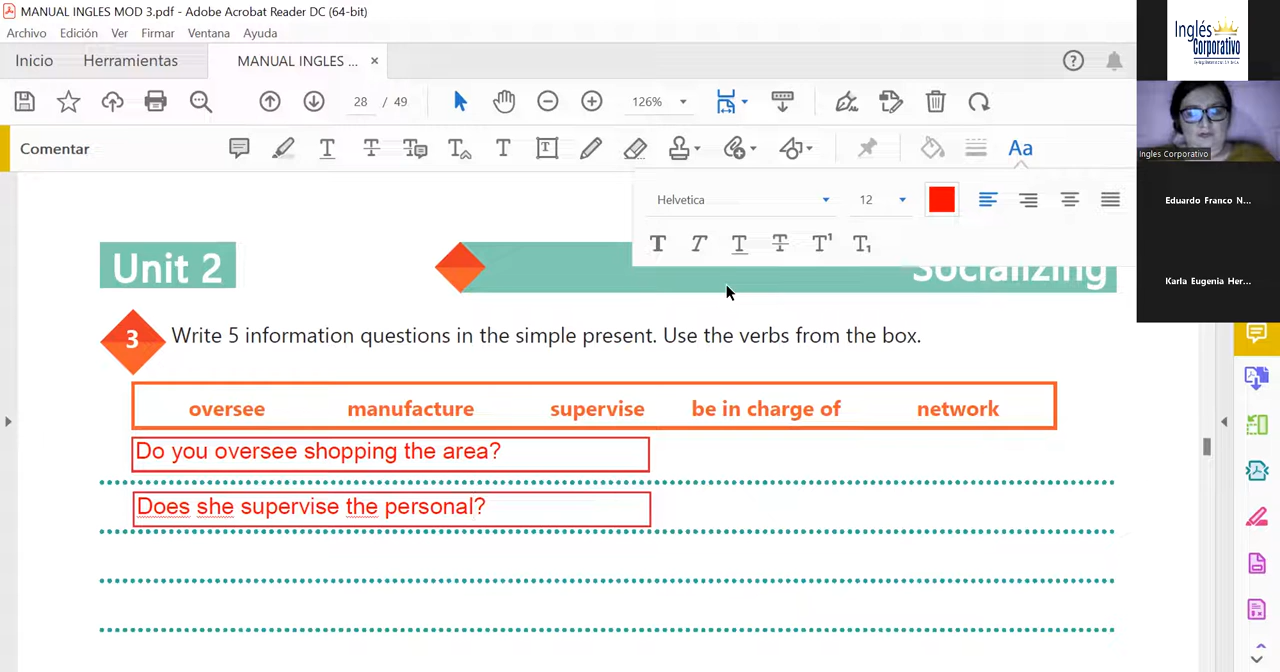 MANUAL INGLES MOD 3.pdf - Adobe Acrobat Reader DC (64-bit)
Archivo Edición Ver Firmar Ventana Ayuda
Inicio Herramientas MANUAL INGLES ... ×
28 / 49 126%
Comentar Aa
Helvetica 12
Unit 2 Socializing
3 Write 5 information questions in the simple present. Use the verbs from the box.
oversee manufacture supervise be in charge of network
Do you oversee shopping the area?
Does she supervise the personal?
Inglés
Corporativo
Ingles Corporativo
Eduardo Franco N...
Karla Eugenia Her...